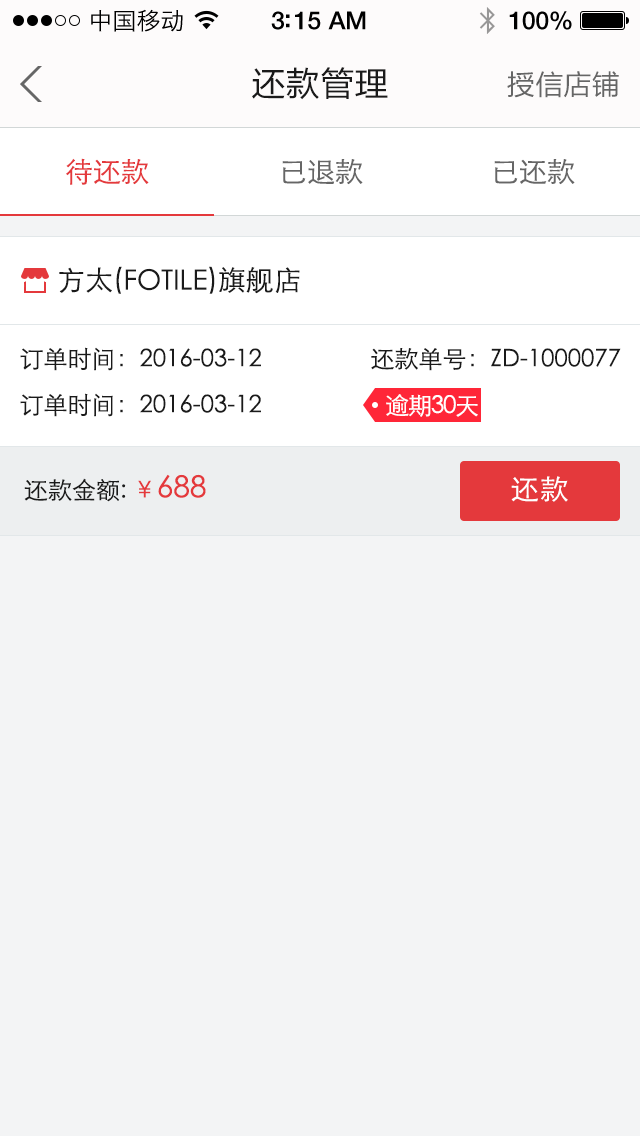 中国移动 3:15 AM 100%
还款管理 授信店铺
待还款 已退款 已还款
方太(FOTILE)旗舰店
订单时间：2016-03-12 还款单号：ZD-1000077
订单时间：2016-03-12 逾期30天
还款金额: ¥ 688 还款